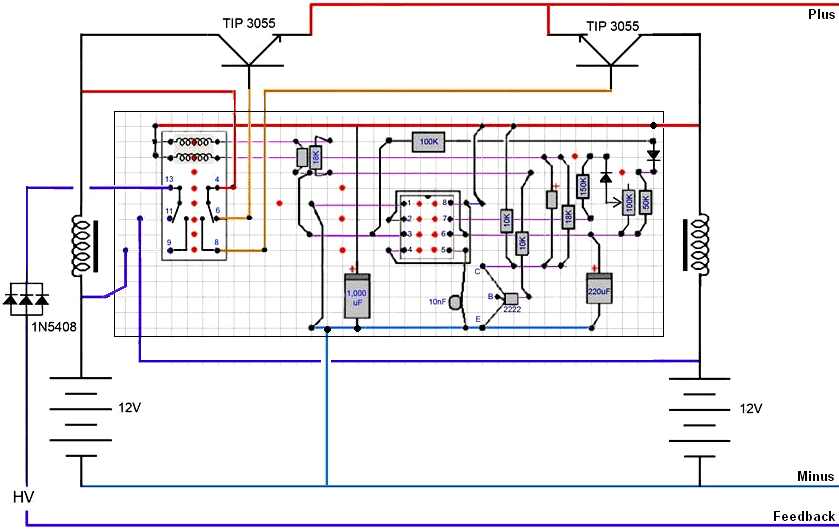 Plus
TIP 3055
TIP 3055
100K
18K
13
4
11
6
9
8
1
8
2
7
3
6
4
5
10K
10K
18K
150K
100K
50K
+
+
+
1,000
uF
10nF
C
B
E
2222
220uF
1N5408
12V
12V
Minus
HV
Feedback